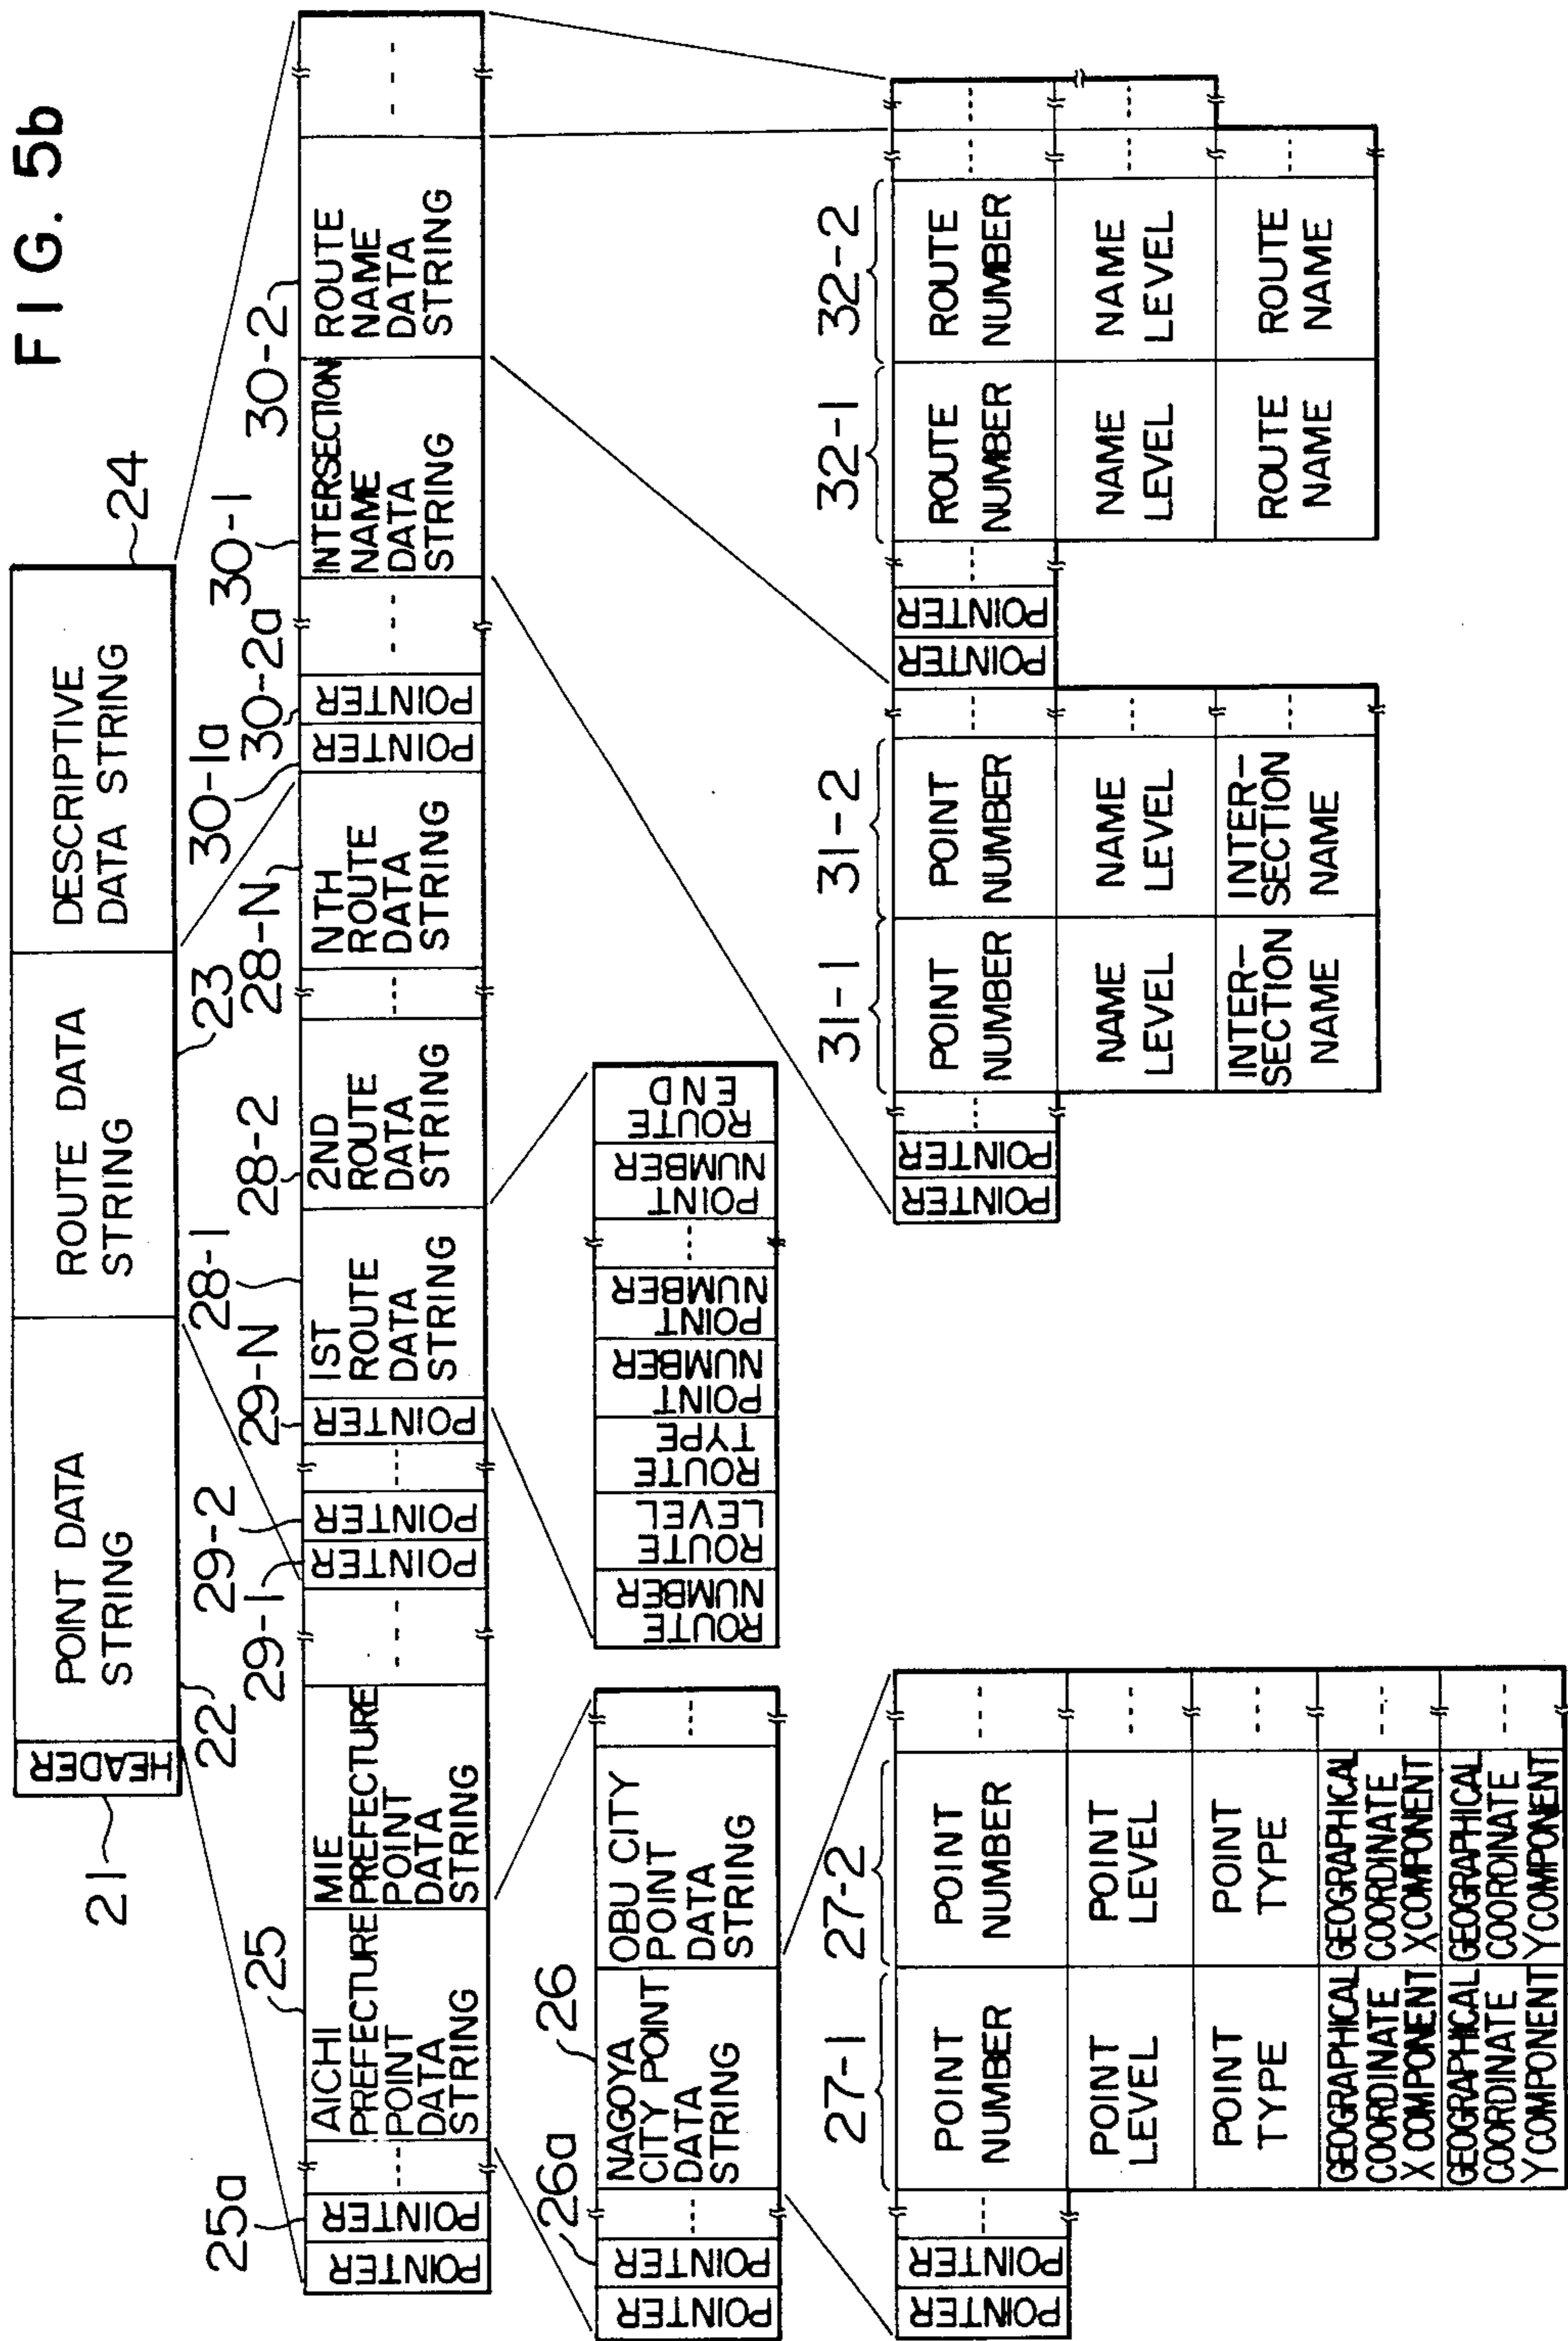 FIG. 5b
21
HEADER
22
POINT DATA
STRING
23
ROUTE DATA
STRING
24
DESCRIPTIVE
DATA STRING
25a
POINTER
POINTER
---
25
AICHI
PREFECTURE
POINT
DATA
STRING
MIE
PREFECTURE
POINT
DATA
STRING
---
29-1
POINTER
29-2
POINTER
---
29-N
POINTER
28-1
1ST
ROUTE
DATA
STRING
28-2
2ND
ROUTE
DATA
STRING
---
28-N
NTH
ROUTE
DATA
STRING
30-1a
POINTER
30-2a
POINTER
---
30-1
INTERSECTION
NAME
DATA
STRING
30-2
ROUTE
NAME
DATA
STRING
---
26a
POINTER
POINTER
---
26
NAGOYA
CITY POINT
DATA
STRING
OBU CITY
POINT
DATA
STRING
---
ROUTE
NUMBER
ROUTE
LEVEL
ROUTE
TYPE
POINT
NUMBER
POINT
NUMBER
---
POINT
NUMBER
ROUTE
END
POINTER
POINTER
---
27-1
POINT
NUMBER
POINT
LEVEL
POINT
TYPE
GEOGRAPHICAL
COORDINATE
X COMPONENT
GEOGRAPHICAL
COORDINATE
Y COMPONENT
27-2
POINT
NUMBER
POINT
LEVEL
POINT
TYPE
GEOGRAPHICAL
COORDINATE
X COMPONENT
GEOGRAPHICAL
COORDINATE
Y COMPONENT
---
---
---
---
---
POINTER
POINTER
---
31-1
POINT
NUMBER
NAME
LEVEL
INTER-
SECTION
NAME
31-2
POINT
NUMBER
NAME
LEVEL
INTER-
SECTION
NAME
---
---
---
POINTER
POINTER
---
32-1
ROUTE
NUMBER
NAME
LEVEL
ROUTE
NAME
32-2
ROUTE
NUMBER
NAME
LEVEL
ROUTE
NAME
---
---
---
---
---